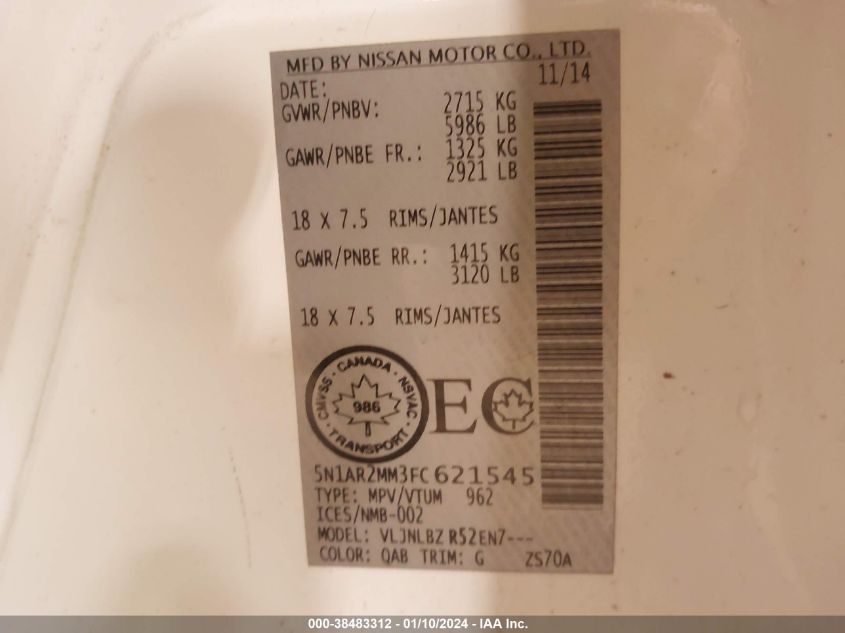 MFD BY NISSAN MOTOR CO., LTD.
DATE: 11/14
GVWR/PNBV: 2715 KG
5986 LB
GAWR/PNBE FR.: 1325 KG
2921 LB
18 X 7.5 RIMS/JANTES
GAWR/PNBE RR.: 1415 KG
3120 LB
18 X 7.5 RIMS/JANTES
CMVSS · CANADA · NSVAC
986
TRANSPORT
EC
5N1AR2MM3FC621545
TYPE: MPV/VTUM 962
ICES/NMB-002
MODEL: VLJNLBZ R52EN7---
COLOR: QAB TRIM: G ZS70A
000-38483312 - 01/10/2024 - IAA Inc.